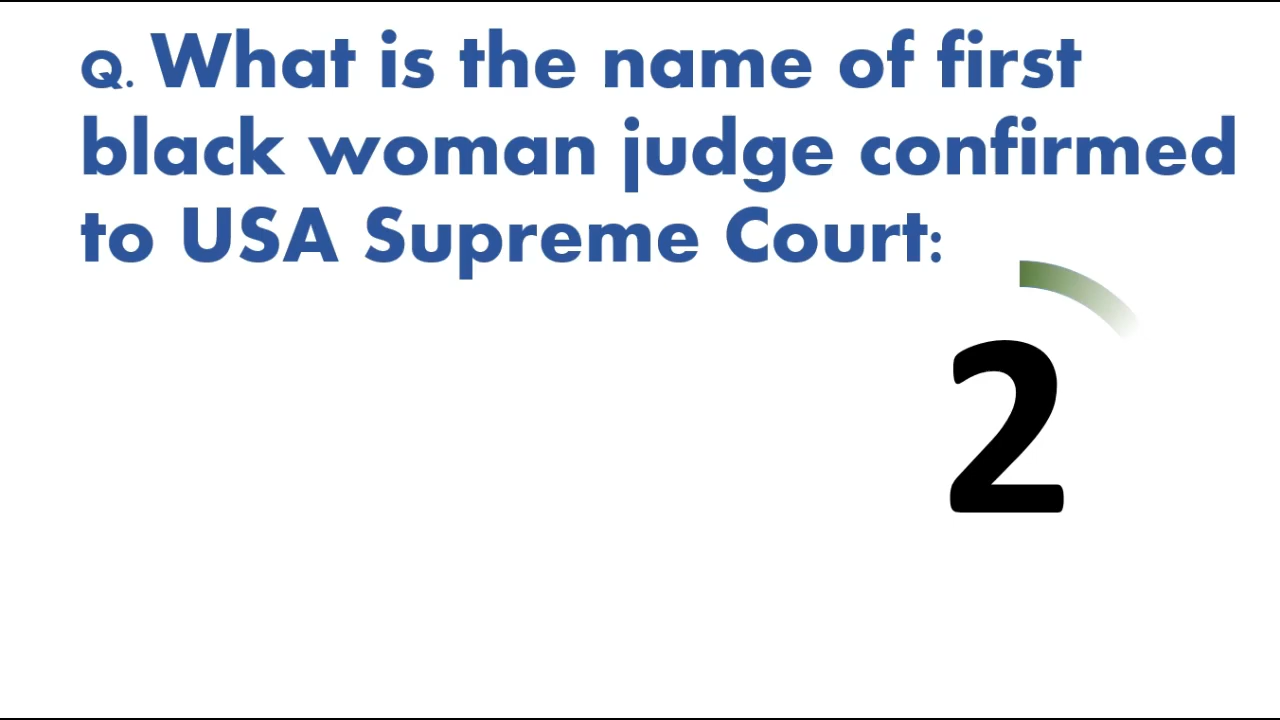 Q. What is the name of first
black woman judge confirmed
to USA Supreme Court:
2